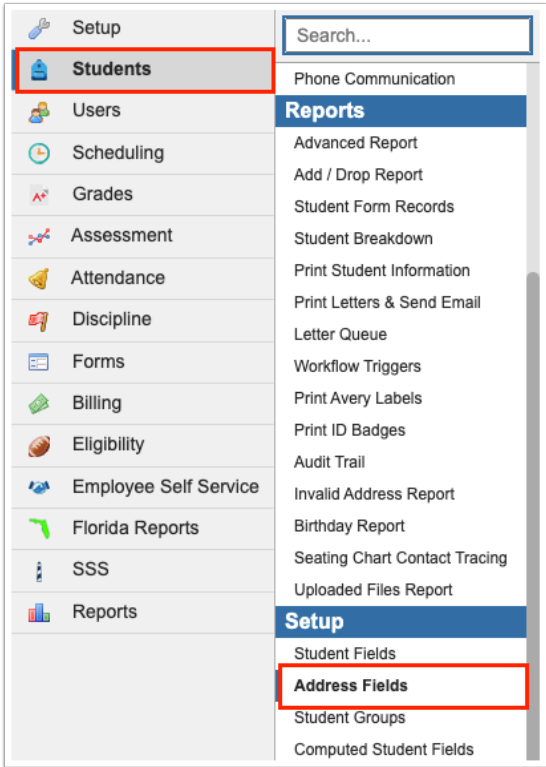 Setup
Students
Users
Scheduling
Grades
Assessment
Attendance
Discipline
Forms
Billing
Eligibility
Employee Self Service
Florida Reports
SSS
Reports
Search...
Phone Communication
Reports
Advanced Report
Add / Drop Report
Student Form Records
Student Breakdown
Print Student Information
Print Letters & Send Email
Letter Queue
Workflow Triggers
Print Avery Labels
Print ID Badges
Audit Trail
Invalid Address Report
Birthday Report
Seating Chart Contact Tracing
Uploaded Files Report
Setup
Student Fields
Address Fields
Student Groups
Computed Student Fields